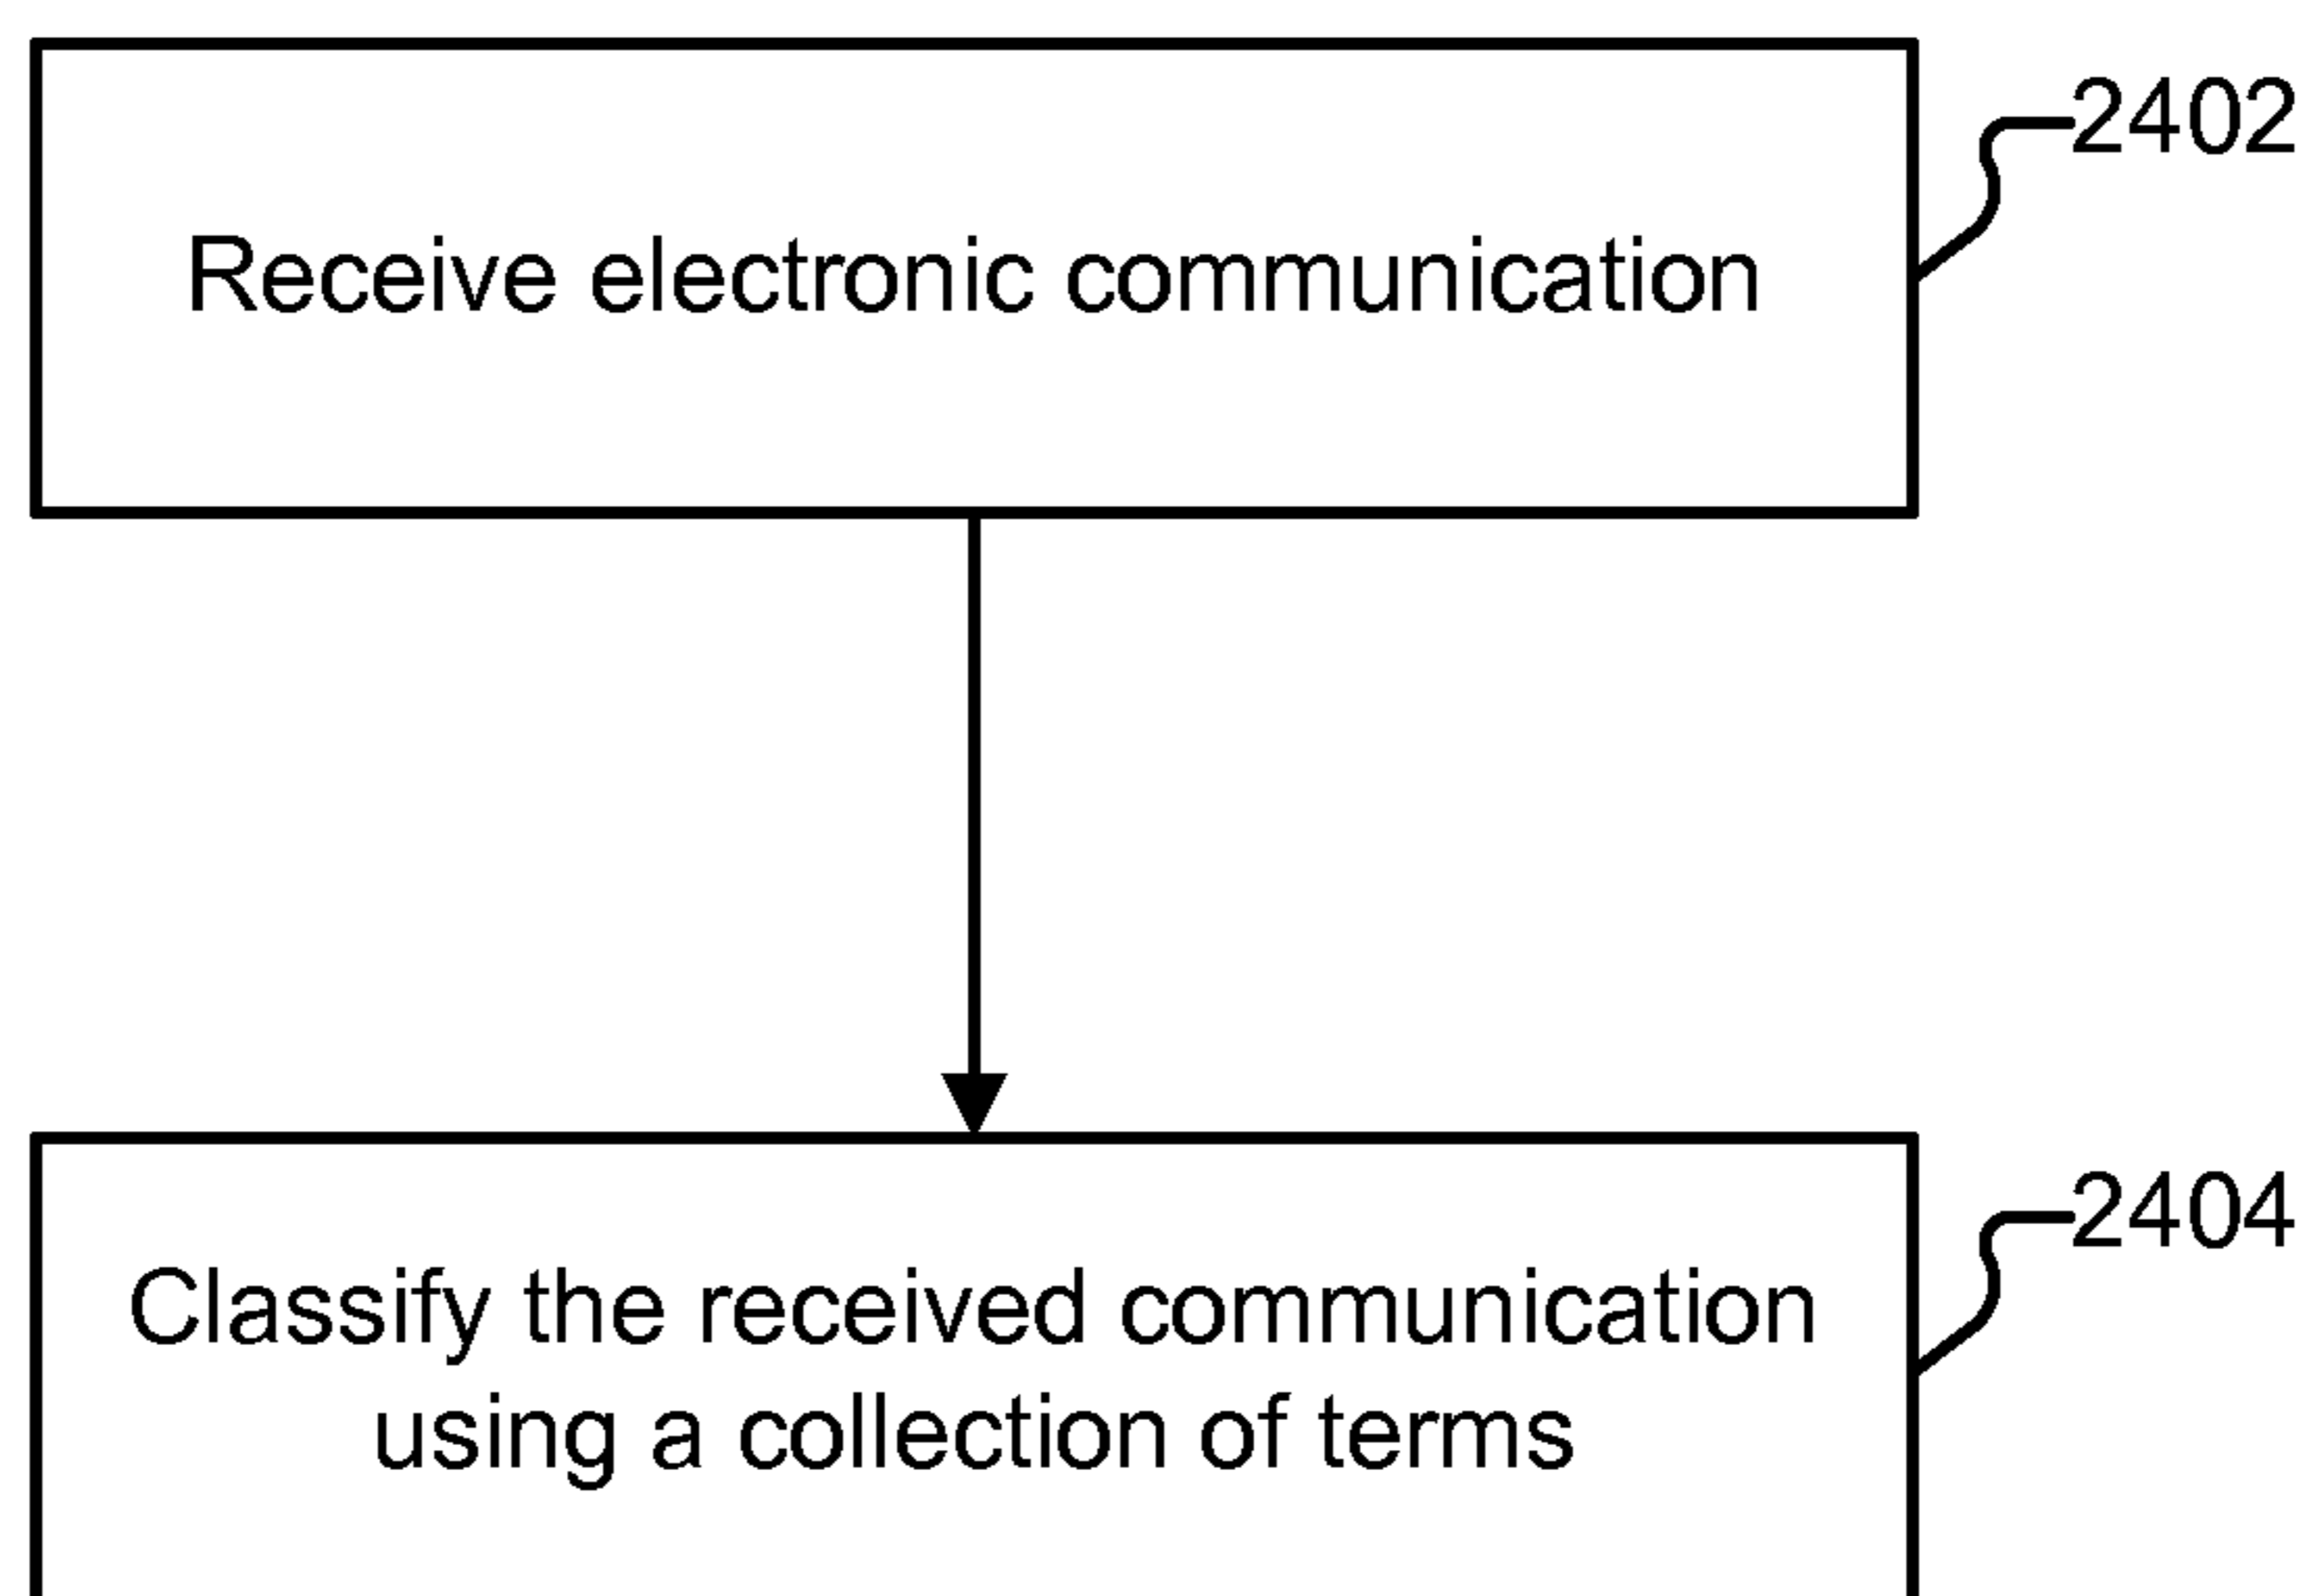 2402
Receive electronic communication
2404
Classify the received communication
using a collection of terms